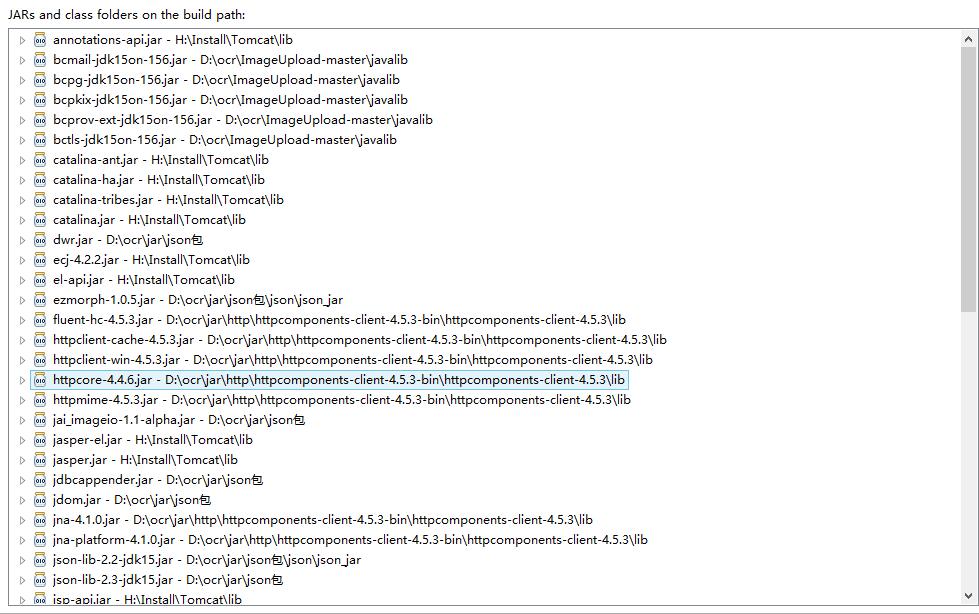 JARs and class folders on the build path:
annotations-api.jar - H:\Install\Tomcat\lib
bcmail-jdk15on-156.jar - D:\ocr\ImageUpload-master\javalib
bcpg-jdk15on-156.jar - D:\ocr\ImageUpload-master\javalib
bcpkix-jdk15on-156.jar - D:\ocr\ImageUpload-master\javalib
bcprov-ext-jdk15on-156.jar - D:\ocr\ImageUpload-master\javalib
bctls-jdk15on-156.jar - D:\ocr\ImageUpload-master\javalib
catalina-ant.jar - H:\Install\Tomcat\lib
catalina-ha.jar - H:\Install\Tomcat\lib
catalina-tribes.jar - H:\Install\Tomcat\lib
catalina.jar - H:\Install\Tomcat\lib
dwr.jar - D:\ocr\jar\json包
ecj-4.2.2.jar - H:\Install\Tomcat\lib
el-api.jar - H:\Install\Tomcat\lib
ezmorph-1.0.5.jar - D:\ocr\jar\json包\json\json_jar
fluent-hc-4.5.3.jar - D:\ocr\jar\http\httpcomponents-client-4.5.3-bin\httpcomponents-client-4.5.3\lib
httpclient-cache-4.5.3.jar - D:\ocr\jar\http\httpcomponents-client-4.5.3-bin\httpcomponents-client-4.5.3\lib
httpclient-win-4.5.3.jar - D:\ocr\jar\http\httpcomponents-client-4.5.3-bin\httpcomponents-client-4.5.3\lib
httpcore-4.4.6.jar - D:\ocr\jar\http\httpcomponents-client-4.5.3-bin\httpcomponents-client-4.5.3\lib
httpmime-4.5.3.jar - D:\ocr\jar\http\httpcomponents-client-4.5.3-bin\httpcomponents-client-4.5.3\lib
jai_imageio-1.1-alpha.jar - D:\ocr\jar\json包
jasper-el.jar - H:\Install\Tomcat\lib
jasper.jar - H:\Install\Tomcat\lib
jdbcappender.jar - D:\ocr\jar\json包
jdom.jar - D:\ocr\jar\json包
jna-4.1.0.jar - D:\ocr\jar\http\httpcomponents-client-4.5.3-bin\httpcomponents-client-4.5.3\lib
jna-platform-4.1.0.jar - D:\ocr\jar\http\httpcomponents-client-4.5.3-bin\httpcomponents-client-4.5.3\lib
json-lib-2.2-jdk15.jar - D:\ocr\jar\json包\json\json_jar
json-lib-2.3-jdk15.jar - D:\ocr\jar\json包
jsp-api.jar - H:\Install\Tomcat\lib